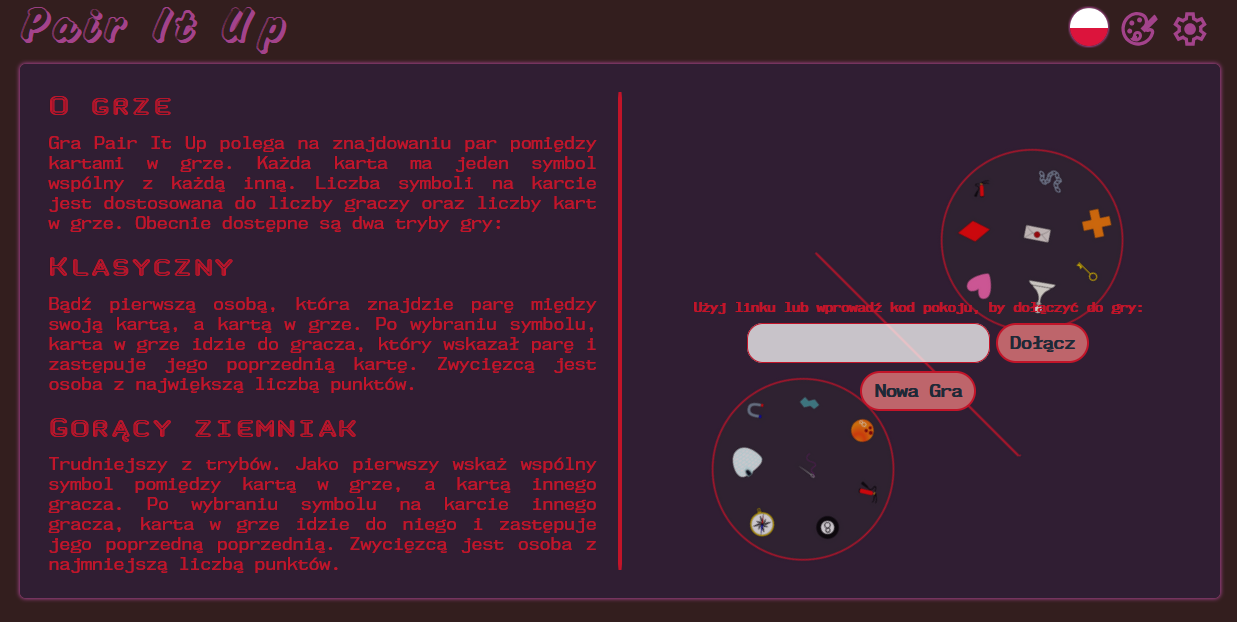 Pair It Up
O grze
Gra Pair It Up polega na znajdowaniu par pomiędzy
kartami w grze. Każda karta ma jeden symbol
wspólny z każdą inną. Liczba symboli na karcie
jest dostosowana do liczby graczy oraz liczby kart
w grze. Obecnie dostępne są dwa tryby gry:
Klasyczny
Bądź pierwszą osobą, która znajdzie parę między
swoją kartą, a kartą w grze. Po wybraniu symbolu,
karta w grze idzie do gracza, który wskazał parę i
zastępuje jego poprzednią kartę. Zwycięzcą jest
osoba z największą liczbą punktów.
Gorący ziemniak
Trudniejszy z trybów. Jako pierwszy wskaż wspólny
symbol pomiędzy kartą w grze, a kartą innego
gracza. Po wybraniu symbolu na karcie innego
gracza, karta w grze idzie do niego i zastępuje
jego poprzedną poprzednią. Zwycięzcą jest osoba z
najmniejszą liczbą punktów.
Użyj linku lub wprowadź kod pokoju, by dołączyć do gry:
Dołącz
Nowa Gra
8